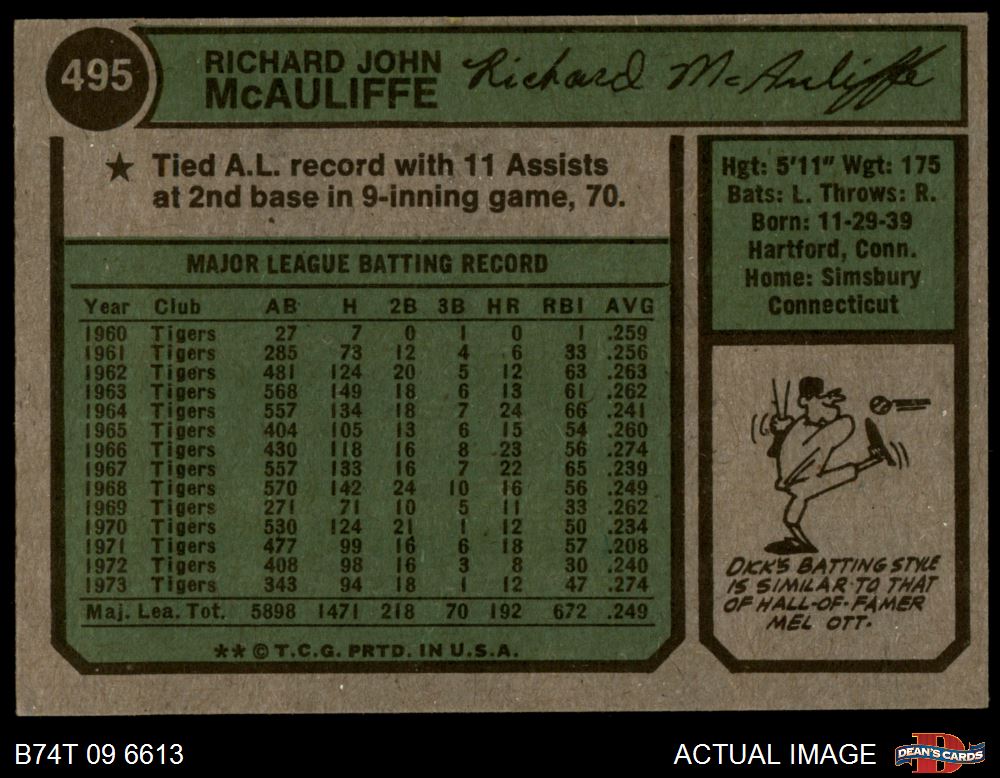 495
RICHARD JOHN
McAULIFFE
Richard McAuliffe
★ Tied A.L. record with 11 Assists
at 2nd base in 9-inning game, 70.
Hgt: 5'11" Wgt: 175
Bats: L. Throws: R.
Born: 11-29-39
Hartford, Conn.
Home: Simsbury
Connecticut
MAJOR LEAGUE BATTING RECORD
Year Club AB H 2B 3B HR RBI AVG
1960 Tigers 27 7 0 1 0 1 .259
1961 Tigers 285 73 12 4 6 33 .256
1962 Tigers 481 124 20 5 12 63 .263
1963 Tigers 568 149 18 6 13 61 .262
1964 Tigers 557 134 18 7 24 66 .241
1965 Tigers 404 105 13 6 15 54 .260
1966 Tigers 430 118 16 8 23 56 .274
1967 Tigers 557 133 16 7 22 65 .239
1968 Tigers 570 142 24 10 16 56 .249
1969 Tigers 271 71 10 5 11 33 .262
1970 Tigers 530 124 21 1 12 50 .234
1971 Tigers 477 99 16 6 18 57 .208
1972 Tigers 408 98 16 3 8 30 .240
1973 Tigers 343 94 18 1 12 47 .274
Maj. Lea. Tot. 5898 1471 218 70 192 672 .249
** © T.C.G. PRTD. IN U.S.A.
DICK'S BATTING STYLE
IS SIMILAR TO THAT
OF HALL-OF-FAMER
MEL OTT.
B74T 09 6613
ACTUAL IMAGE
DEAN'S CARDS